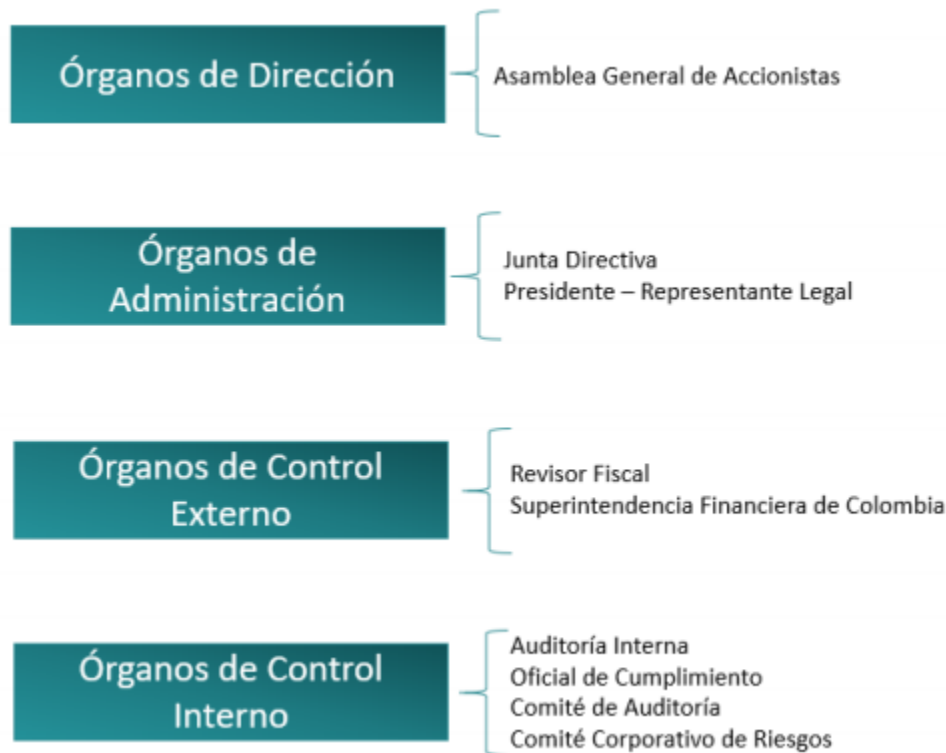 Órganos de Dirección
Asamblea General de Accionistas
Órganos de
Administración
Junta Directiva
Presidente – Representante Legal
Órganos de Control
Externo
Revisor Fiscal
Superintendencia Financiera de Colombia
Órganos de Control
Interno
Auditoría Interna
Oficial de Cumplimiento
Comité de Auditoría
Comité Corporativo de Riesgos